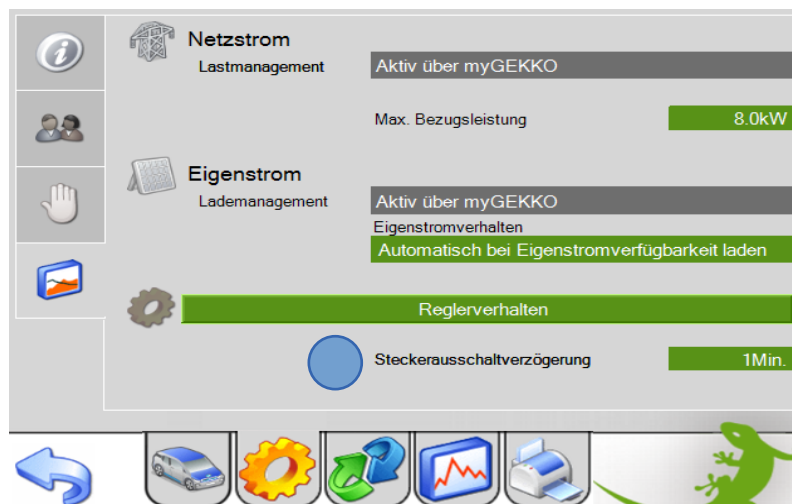 Netzstrom
Lastmanagement Aktiv über myGEKKO
Max. Bezugsleistung 8.0kW
Eigenstrom
Lademanagement Aktiv über myGEKKO
Eigenstromverhalten
Automatisch bei Eigenstromverfügbarkeit laden
Reglerverhalten
Steckerausschaltverzögerung 1Min.